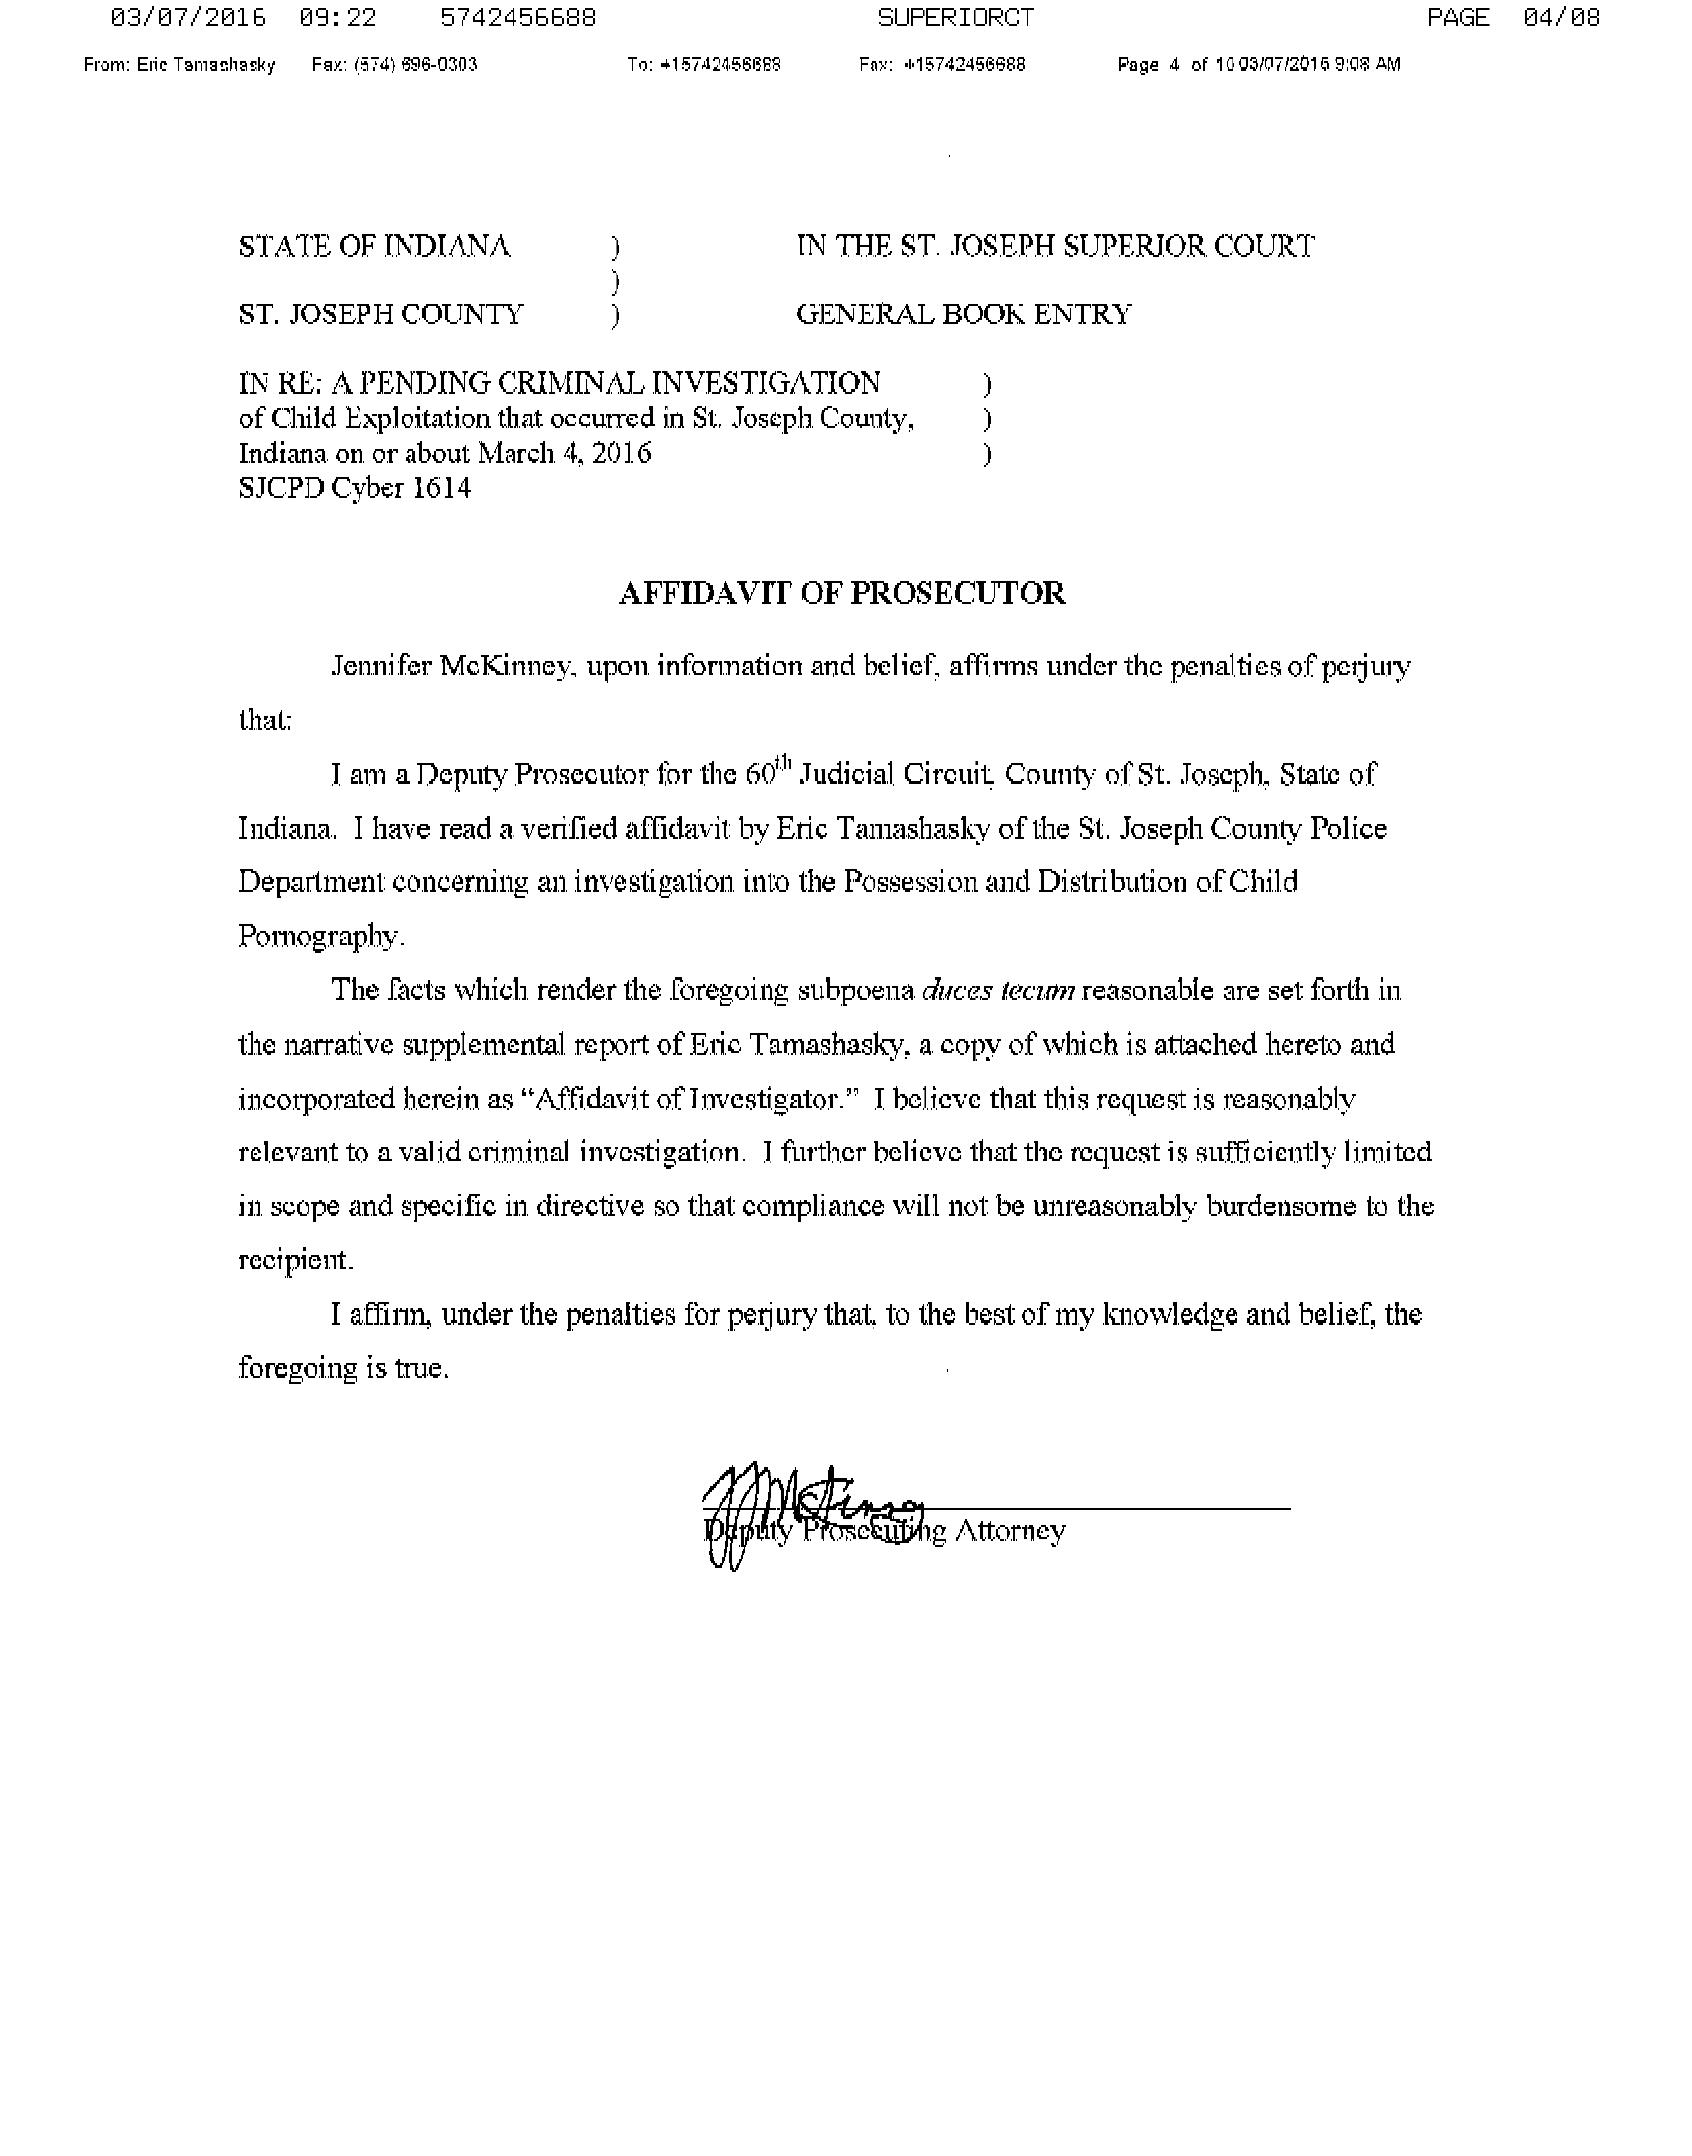 03/07/2016 09:22 5742456688 SUPERIORCT PAGE 04/08
From: Eric Tamashasky Fax: (574) 696-0303 To: +15742456688 Fax: +15742456688 Page 4 of 10 03/07/2016 9:08 AM
STATE OF INDIANA ) IN THE ST. JOSEPH SUPERIOR COURT
)
ST. JOSEPH COUNTY ) GENERAL BOOK ENTRY
IN RE: A PENDING CRIMINAL INVESTIGATION )
of Child Exploitation that occurred in St. Joseph County, )
Indiana on or about March 4, 2016 )
SJCPD Cyber 1614
AFFIDAVIT OF PROSECUTOR
Jennifer McKinney, upon information and belief, affirms under the penalties of perjury
that:
I am a Deputy Prosecutor for the 60th Judicial Circuit, County of St. Joseph, State of
Indiana. I have read a verified affidavit by Eric Tamashasky of the St. Joseph County Police
Department concerning an investigation into the Possession and Distribution of Child
Pornography.
The facts which render the foregoing subpoena duces tecum reasonable are set forth in
the narrative supplemental report of Eric Tamashasky, a copy of which is attached hereto and
incorporated herein as “Affidavit of Investigator.” I believe that this request is reasonably
relevant to a valid criminal investigation. I further believe that the request is sufficiently limited
in scope and specific in directive so that compliance will not be unreasonably burdensome to the
recipient.
I affirm, under the penalties for perjury that, to the best of my knowledge and belief, the
foregoing is true.
Deputy Prosecuting Attorney